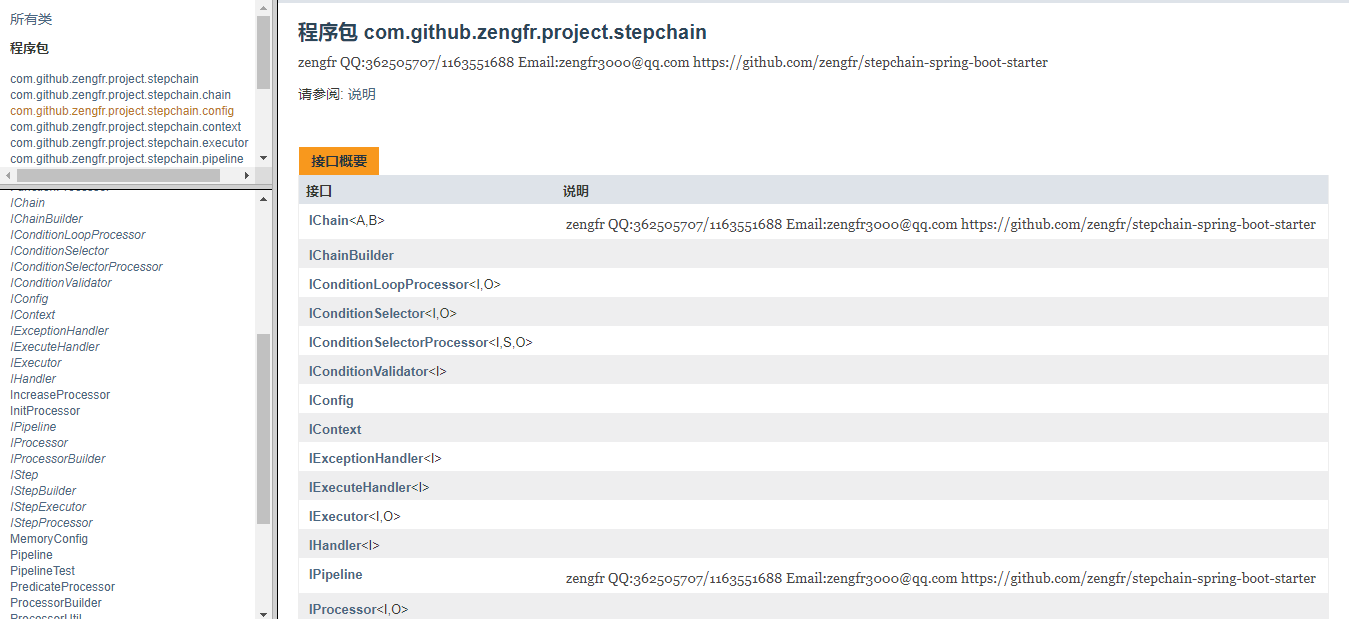 所有类
程序包
com.github.zengfr.project.stepchain
com.github.zengfr.project.stepchain.chain
com.github.zengfr.project.stepchain.config
com.github.zengfr.project.stepchain.context
com.github.zengfr.project.stepchain.executor
com.github.zengfr.project.stepchain.pipeline
IChain
IChainBuilder
IConditionLoopProcessor
IConditionSelector
IConditionSelectorProcessor
IConditionValidator
IConfig
IContext
IExceptionHandler
IExecuteHandler
IExecutor
IHandler
IncreaseProcessor
InitProcessor
IPipeline
IProcessor
IProcessorBuilder
IStep
IStepBuilder
IStepExecutor
IStepProcessor
MemoryConfig
Pipeline
PipelineTest
PredicateProcessor
ProcessorBuilder
程序包 com.github.zengfr.project.stepchain
zengfr QQ:362505707/1163551688 Email:zengfr3000@qq.com https://github.com/zengfr/stepchain-spring-boot-starter
请参阅: 说明
接口概要
接口 说明
IChain<A,B> zengfr QQ:362505707/1163551688 Email:zengfr3000@qq.com https://github.com/zengfr/stepchain-spring-boot-starter
IChainBuilder
IConditionLoopProcessor<I,O>
IConditionSelector<I,O>
IConditionSelectorProcessor<I,S,O>
IConditionValidator<I>
IConfig
IContext
IExceptionHandler<I>
IExecuteHandler<I>
IExecutor<I,O>
IHandler<I>
IPipeline zengfr QQ:362505707/1163551688 Email:zengfr3000@qq.com https://github.com/zengfr/stepchain-spring-boot-starter
IProcessor<I,O>